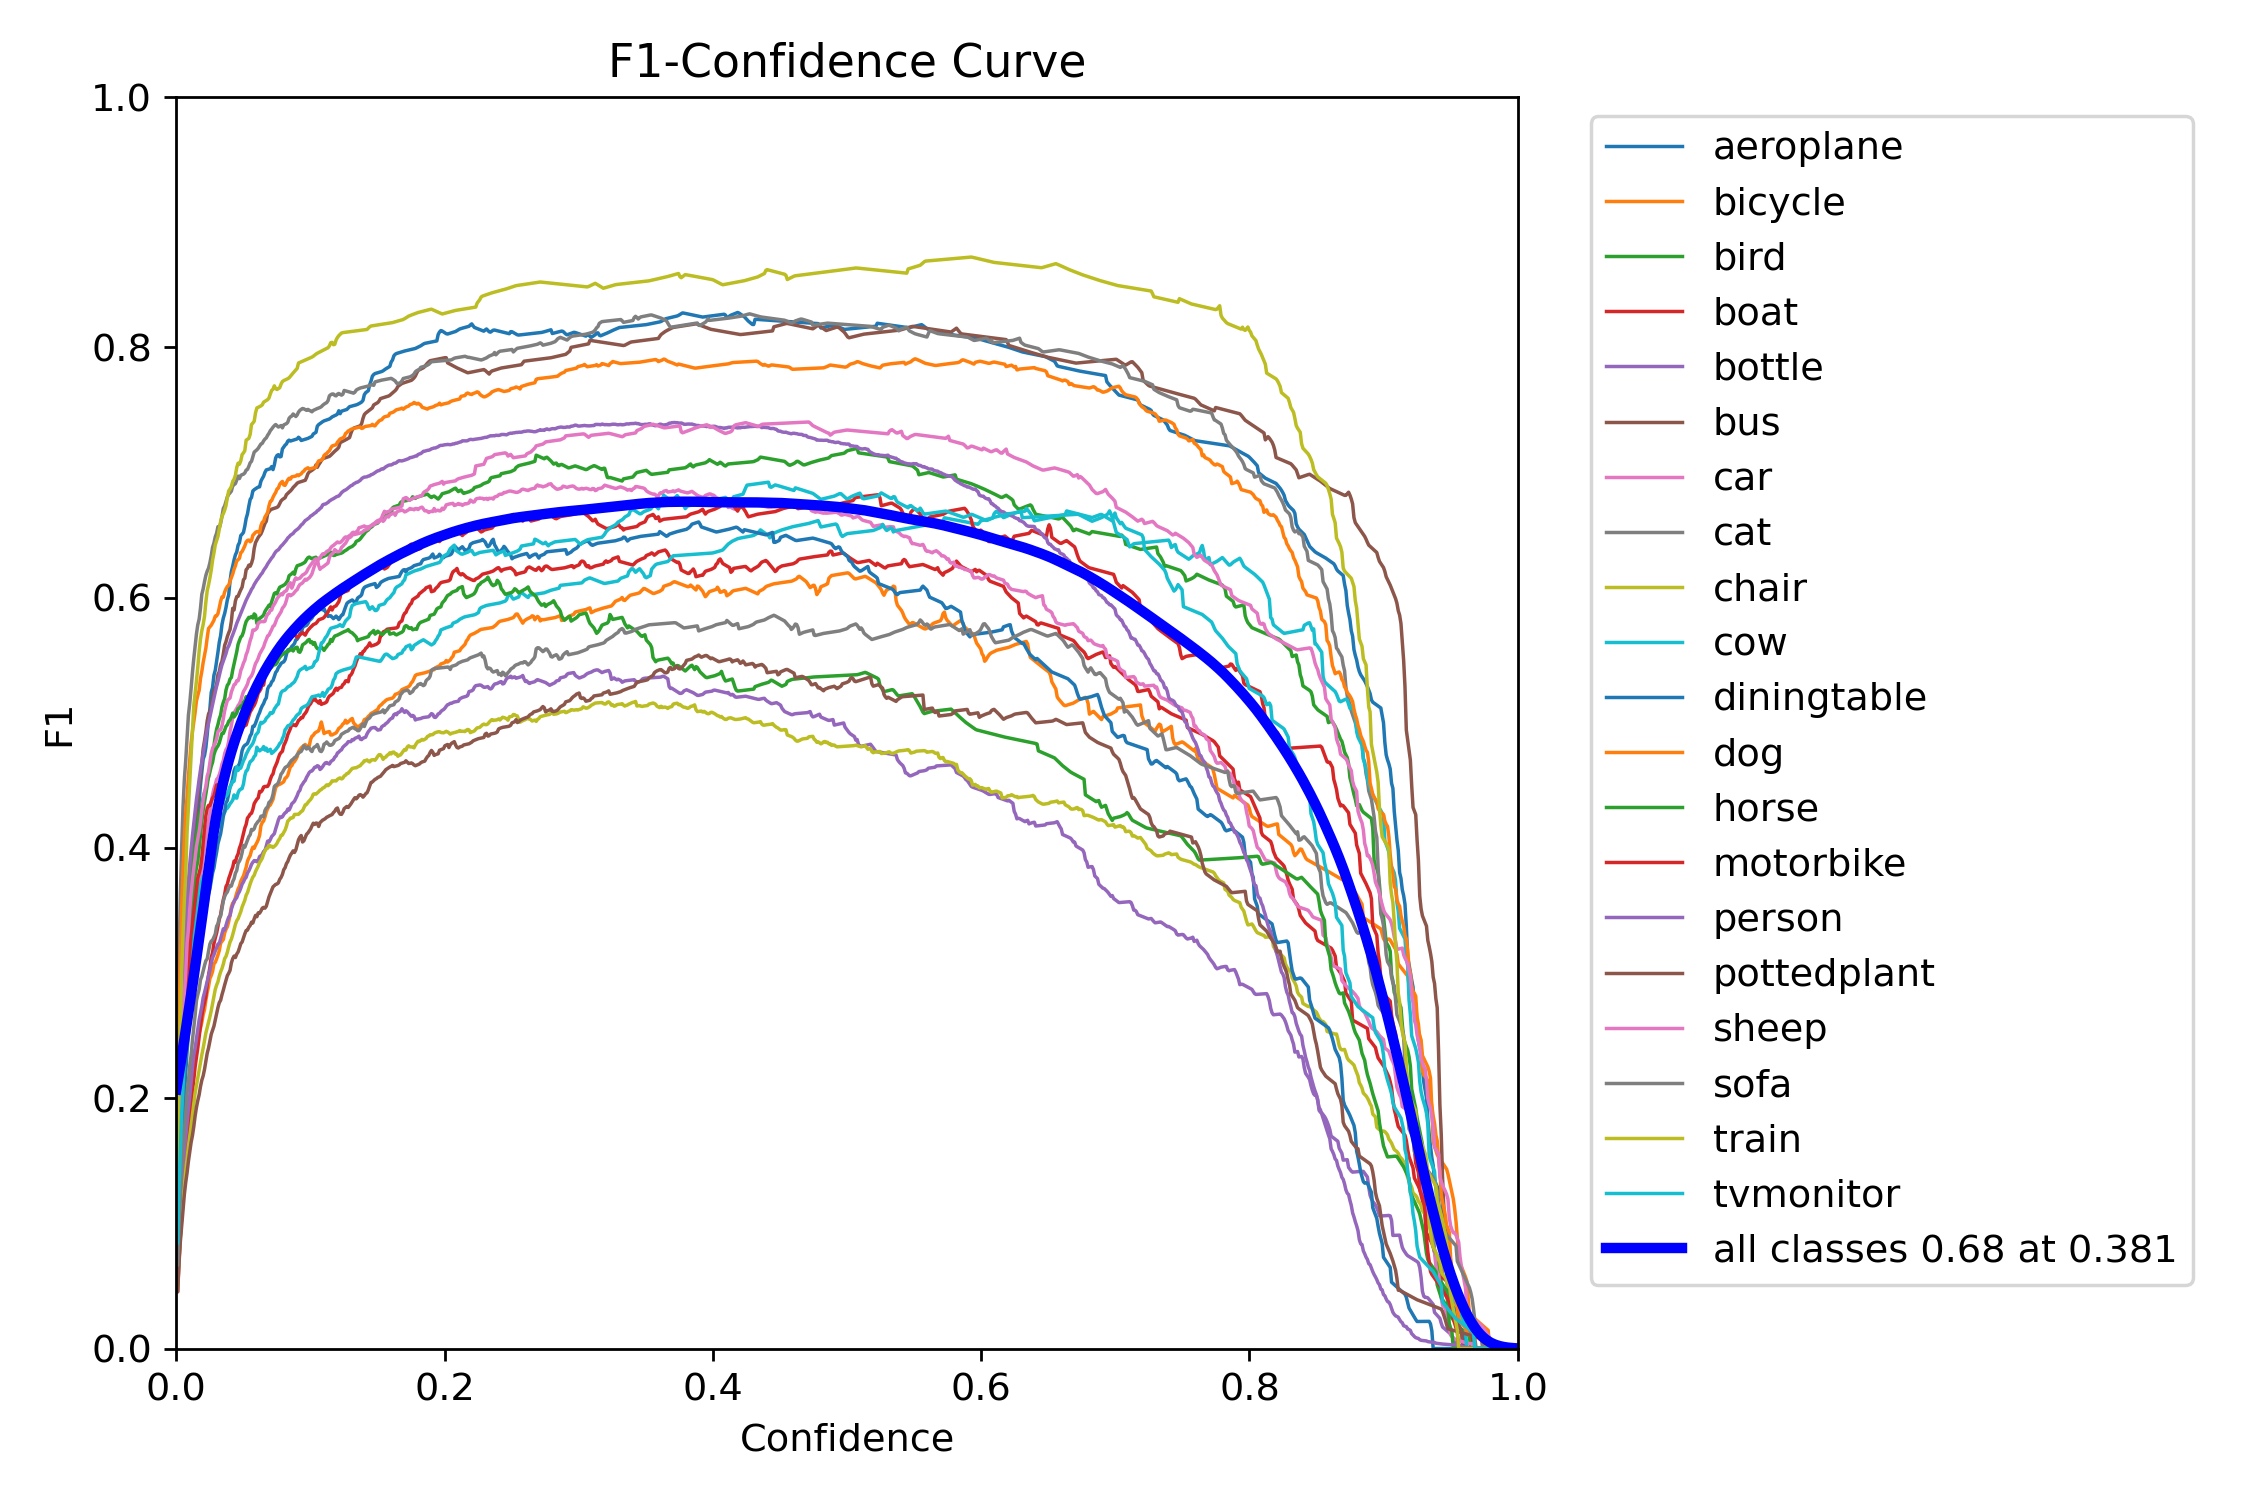 F1-Confidence Curve
1.0
0.8
0.6
0.4
0.2
0.0
F1
0.0 0.2 0.4 0.6 0.8 1.0
Confidence
aeroplane
bicycle
bird
boat
bottle
bus
car
cat
chair
cow
diningtable
dog
horse
motorbike
person
pottedplant
sheep
sofa
train
tvmonitor
all classes 0.68 at 0.381